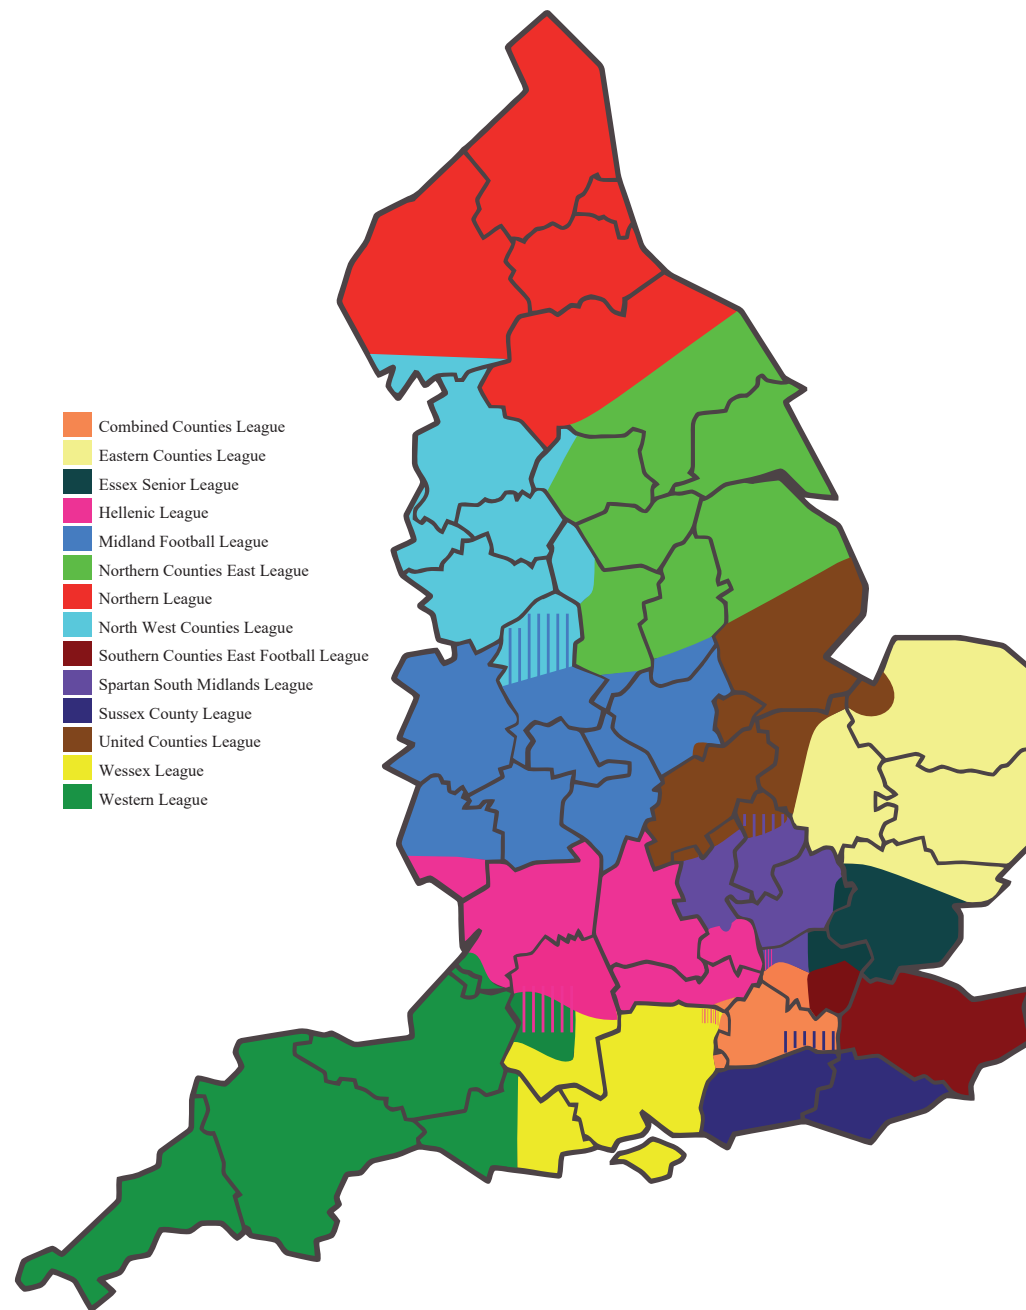 Combined Counties League
Eastern Counties League
Essex Senior League
Hellenic League
Midland Football League
Northern Counties East League
Northern League
North West Counties League
Southern Counties East Football League
Spartan South Midlands League
Sussex County League
United Counties League
Wessex League
Western League